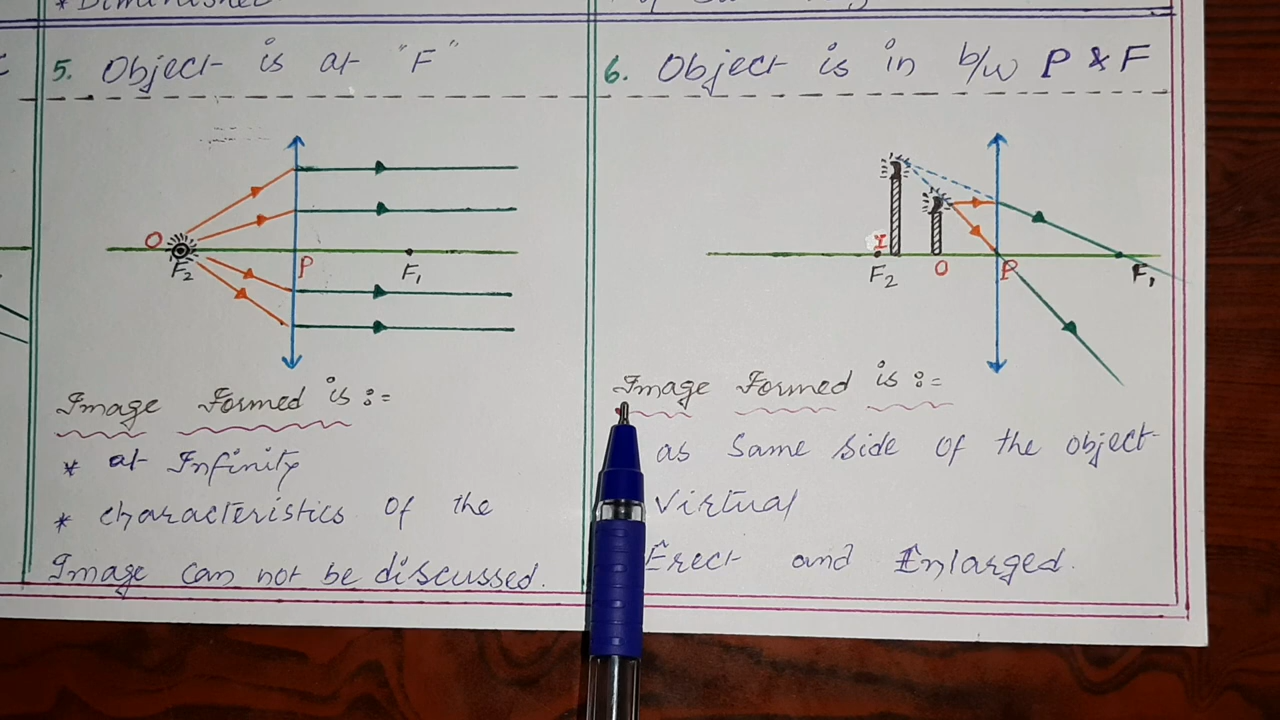 * Diminished
5. Object is at "F"
O
F2
P
F1
Image Formed is :=
* at Infinity
* characteristics of the
Image can not be discussed.
6. Object is in b/w P & F
I
F2
O
P
F1
Image Formed is :=
as Same side of the object
Virtual
Erect and Enlarged.